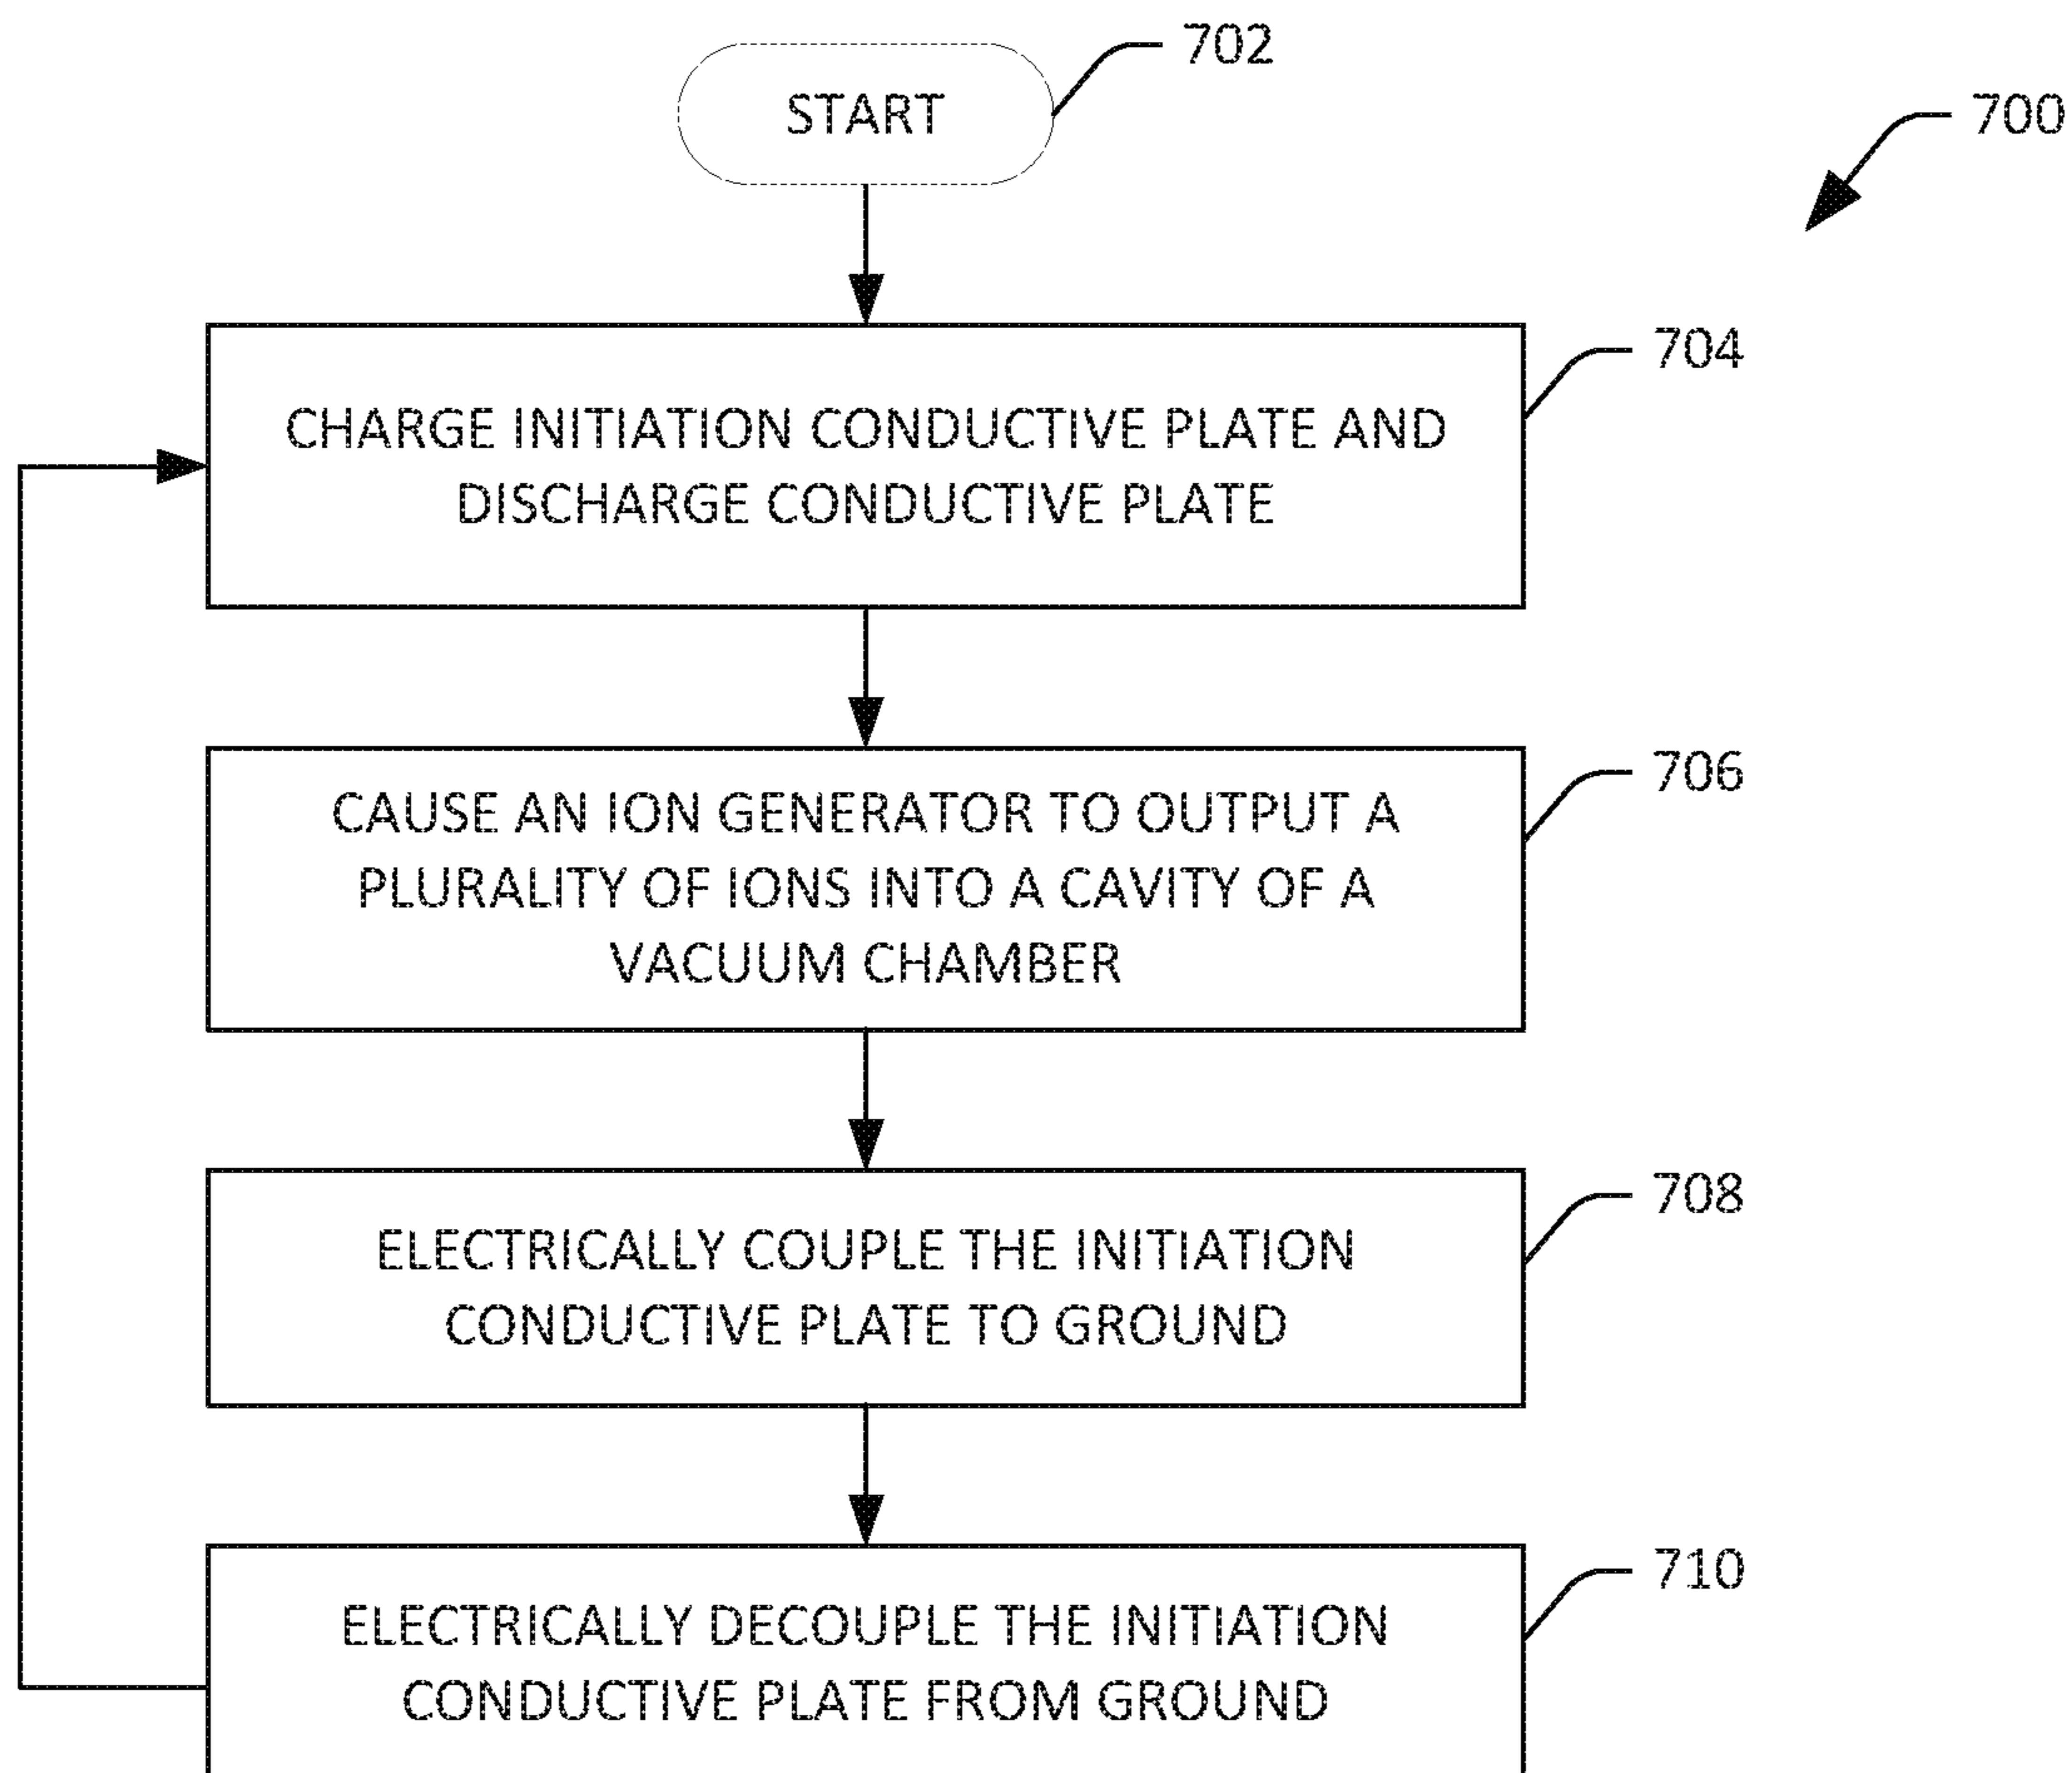 702
START
700
704
CHARGE INITIATION CONDUCTIVE PLATE AND
DISCHARGE CONDUCTIVE PLATE
706
CAUSE AN ION GENERATOR TO OUTPUT A
PLURALITY OF IONS INTO A CAVITY OF A
VACUUM CHAMBER
708
ELECTRICALLY COUPLE THE INITIATION
CONDUCTIVE PLATE TO GROUND
710
ELECTRICALLY DECOUPLE THE INITIATION
CONDUCTIVE PLATE FROM GROUND